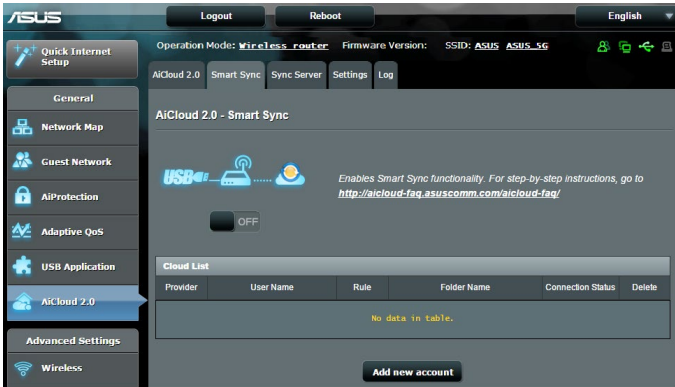 ASUS
Logout
Reboot
English
Quick Internet
Setup
Operation Mode: Wireless router Firmware Version: SSID: ASUS ASUS_5G
AiCloud 2.0 Smart Sync Sync Server Settings Log
General
Network Map
Guest Network
AiProtection
Adaptive QoS
USB Application
AiCloud 2.0
Advanced Settings
Wireless
AiCloud 2.0 - Smart Sync
USB
Enables Smart Sync functionality. For step-by-step instructions, go to
http://aicloud-faq.asuscomm.com/aicloud-faq/
OFF
Cloud List
Provider User Name Rule Folder Name Connection Status Delete
No data in table.
Add new account